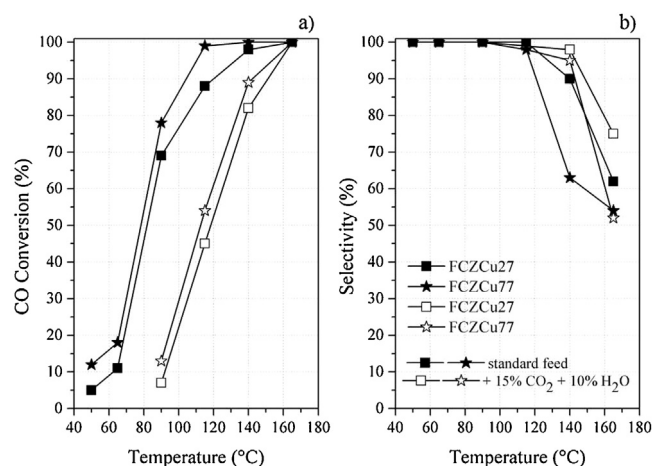 a)
b)
100
90
80
70
60
50
40
30
20
10
0
CO Conversion (%)
40 60 80 100 120 140 160 180
Temperature (°C)
100
90
80
70
60
50
40
30
20
10
0
Selectivity (%)
FCZCu27
FCZCu77
FCZCu27
FCZCu77
standard feed
+ 15% CO₂ + 10% H₂O
40 60 80 100 120 140 160 180
Temperature (°C)